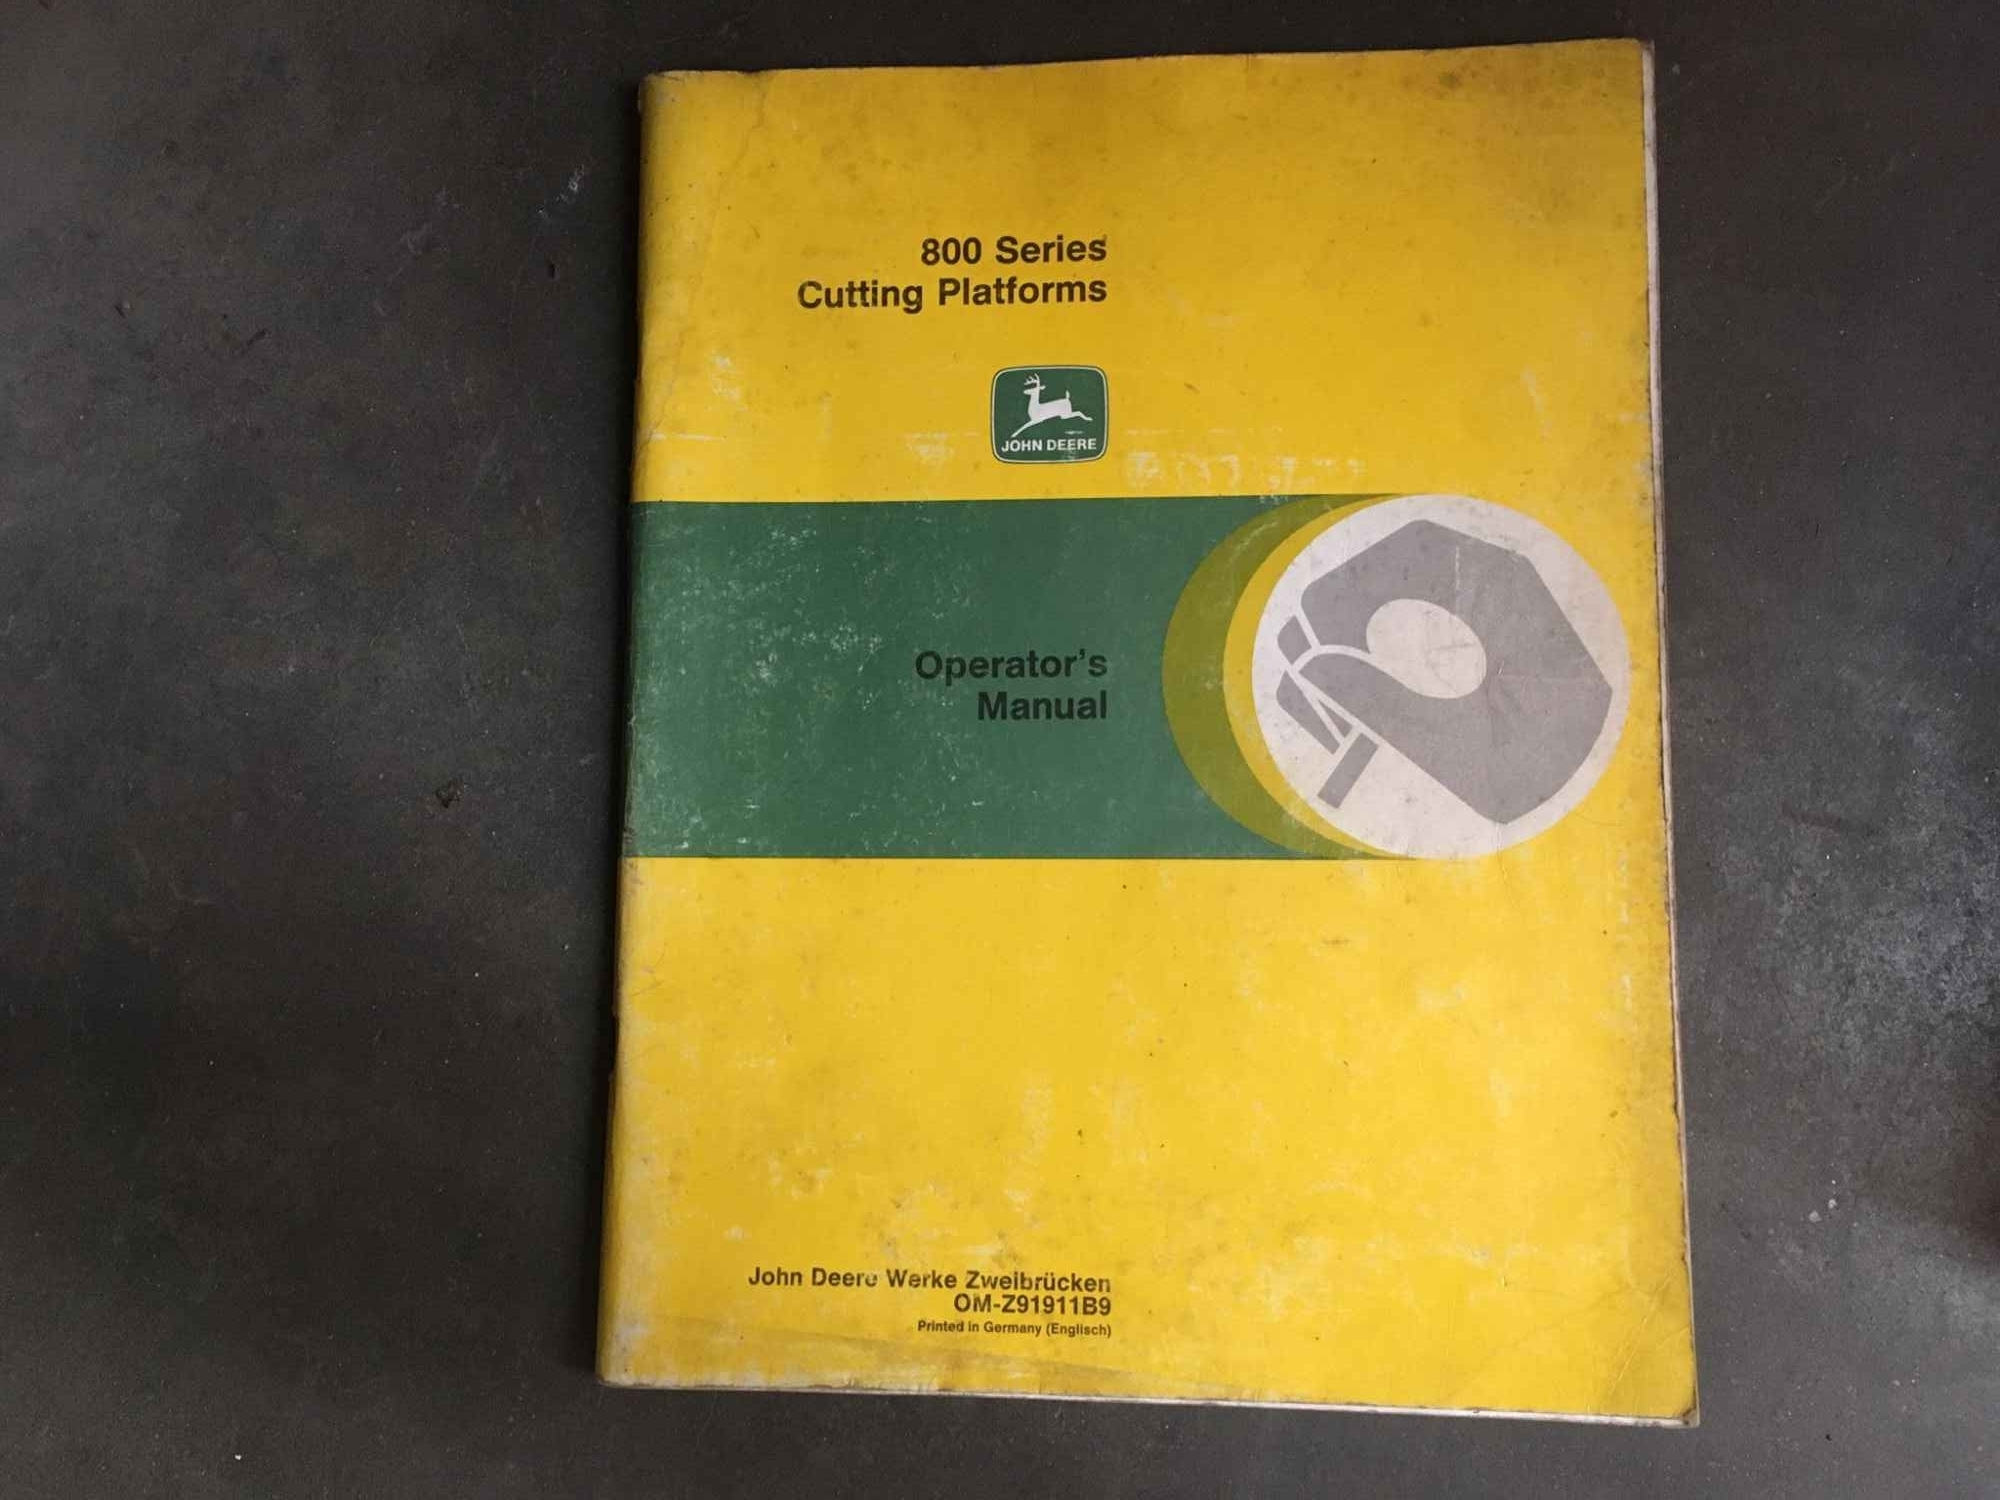 800 Series
Cutting Platforms
JOHN DEERE
Operator's
Manual
John Deere Werke Zweibrücken
OM-Z91911B9
Printed in Germany (Englisch)